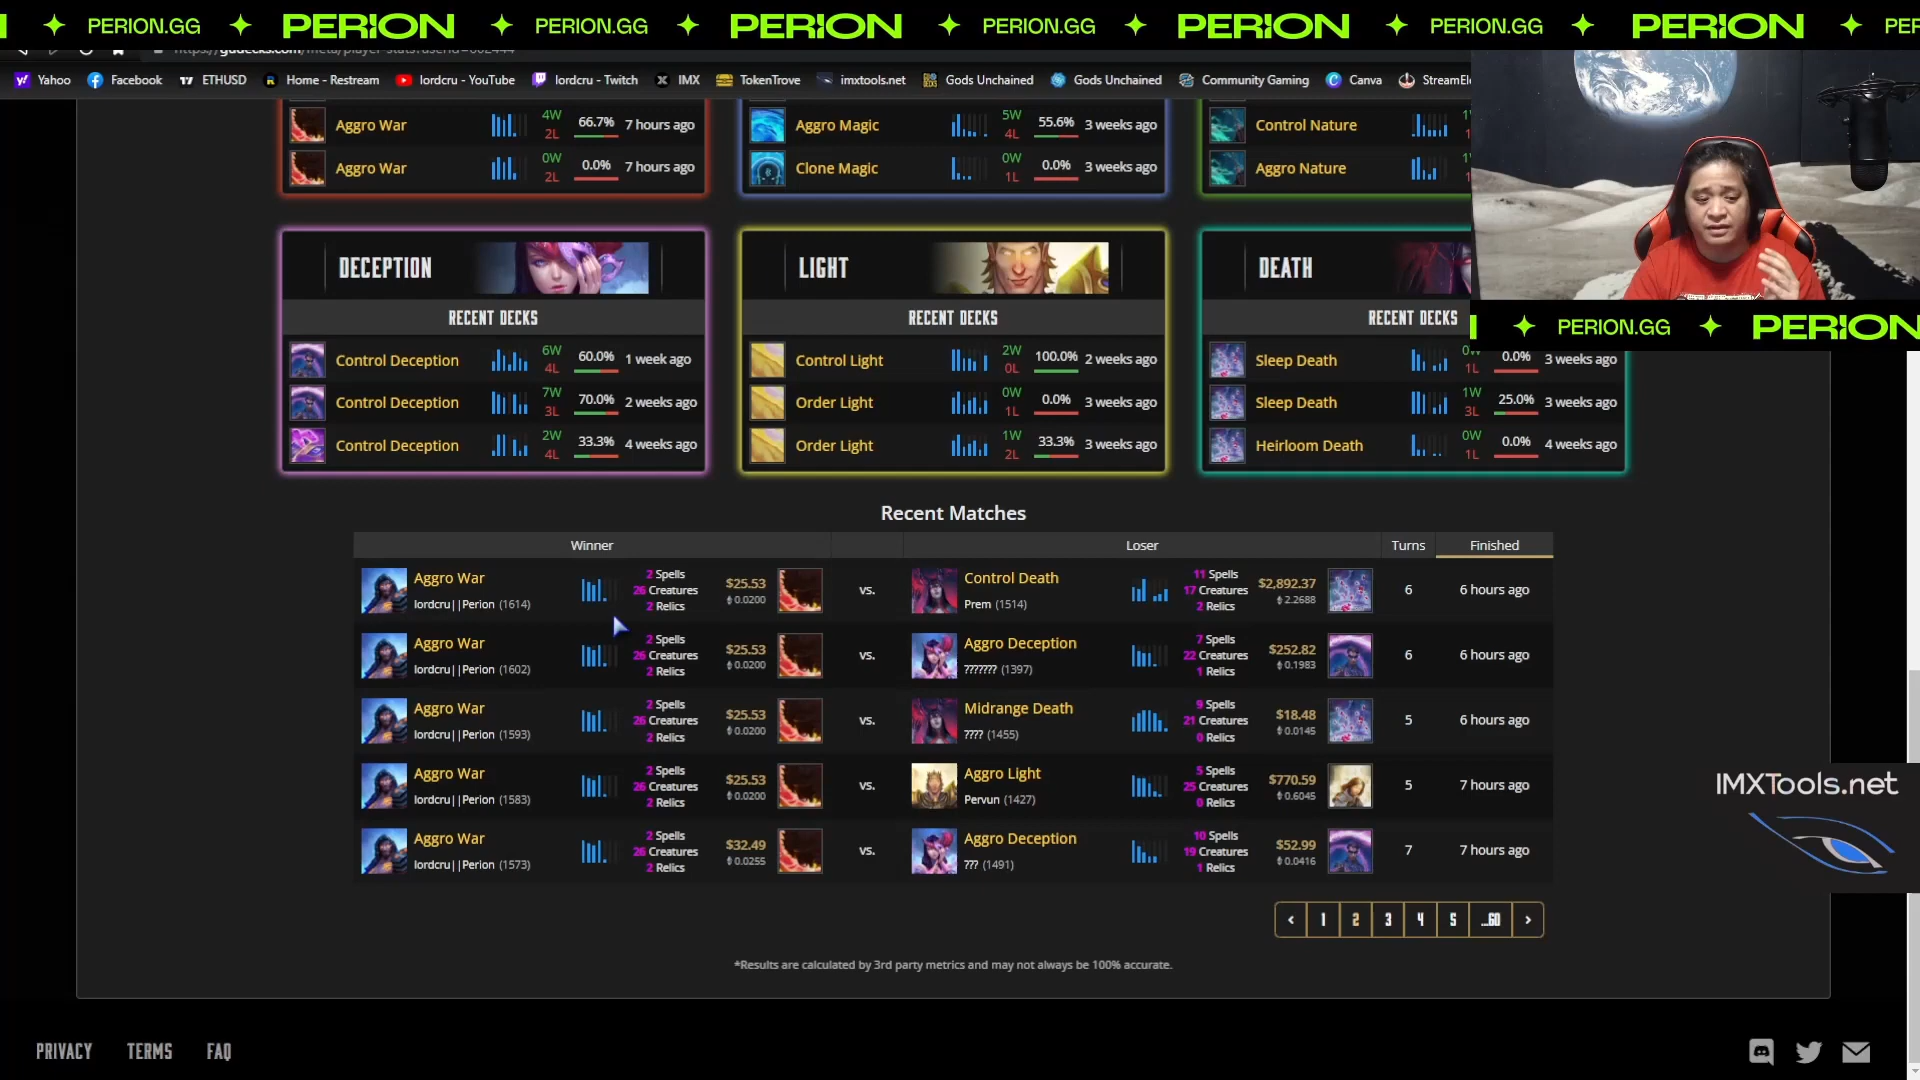 PERION.GG PERION PERION.GG PERION PERION.GG PERION PERION.GG PERION
https://gudecks.com/meta/player-stats?userId=602444
Yahoo Facebook ETHUSD Home - Restream lordcru - YouTube lordcru - Twitch IMX TokenTrove imxtools.net Gods Unchained Gods Unchained Community Gaming Canva
Aggro War 4W 2L 66.7% 7 hours ago
Aggro War 0W 2L 0.0% 7 hours ago
Aggro Magic 5W 4L 55.6% 3 weeks ago
Clone Magic 0W 1L 0.0% 3 weeks ago
Control Nature
Aggro Nature
DECEPTION
RECENT DECKS
Control Deception 6W 4L 60.0% 1 week ago
Control Deception 7W 3L 70.0% 2 weeks ago
Control Deception 2W 4L 33.3% 4 weeks ago
LIGHT
RECENT DECKS
Control Light 2W 0L 100.0% 2 weeks ago
Order Light 0W 1L 0.0% 3 weeks ago
Order Light 1W 2L 33.3% 3 weeks ago
DEATH
RECENT DECKS
PERION.GG PERION
Sleep Death 0W 1L 0.0% 3 weeks ago
Sleep Death 1W 3L 25.0% 3 weeks ago
Heirloom Death 0W 1L 0.0% 4 weeks ago
Recent Matches
Winner Loser Turns Finished
Aggro War lordcru||Perion (1614) 2 Spells 26 Creatures 2 Relics $25.53 0.0200 vs. Control Death Prem (1514) 11 Spells 17 Creatures 2 Relics $2,892.37 2.2688 6 6 hours ago
Aggro War lordcru||Perion (1602) 2 Spells 26 Creatures 2 Relics $25.53 0.0200 vs. Aggro Deception ??????? (1397) 7 Spells 22 Creatures 1 Relics $252.82 0.1983 6 6 hours ago
Aggro War lordcru||Perion (1593) 2 Spells 26 Creatures 2 Relics $25.53 0.0200 vs. Midrange Death ???? (1455) 9 Spells 21 Creatures 0 Relics $18.48 0.0145 5 6 hours ago
Aggro War lordcru||Perion (1583) 2 Spells 26 Creatures 2 Relics $25.53 0.0200 vs. Aggro Light Pervun (1427) 5 Spells 25 Creatures 0 Relics $770.59 0.6045 5 7 hours ago
Aggro War lordcru||Perion (1573) 2 Spells 26 Creatures 2 Relics $32.49 0.0255 vs. Aggro Deception ??? (1491) 10 Spells 19 Creatures 1 Relics $52.99 0.0416 7 7 hours ago
IMXTools.net
< 1 2 3 4 5 ...60 >
*Results are calculated by 3rd party metrics and may not always be 100% accurate.
PRIVACY TERMS FAQ